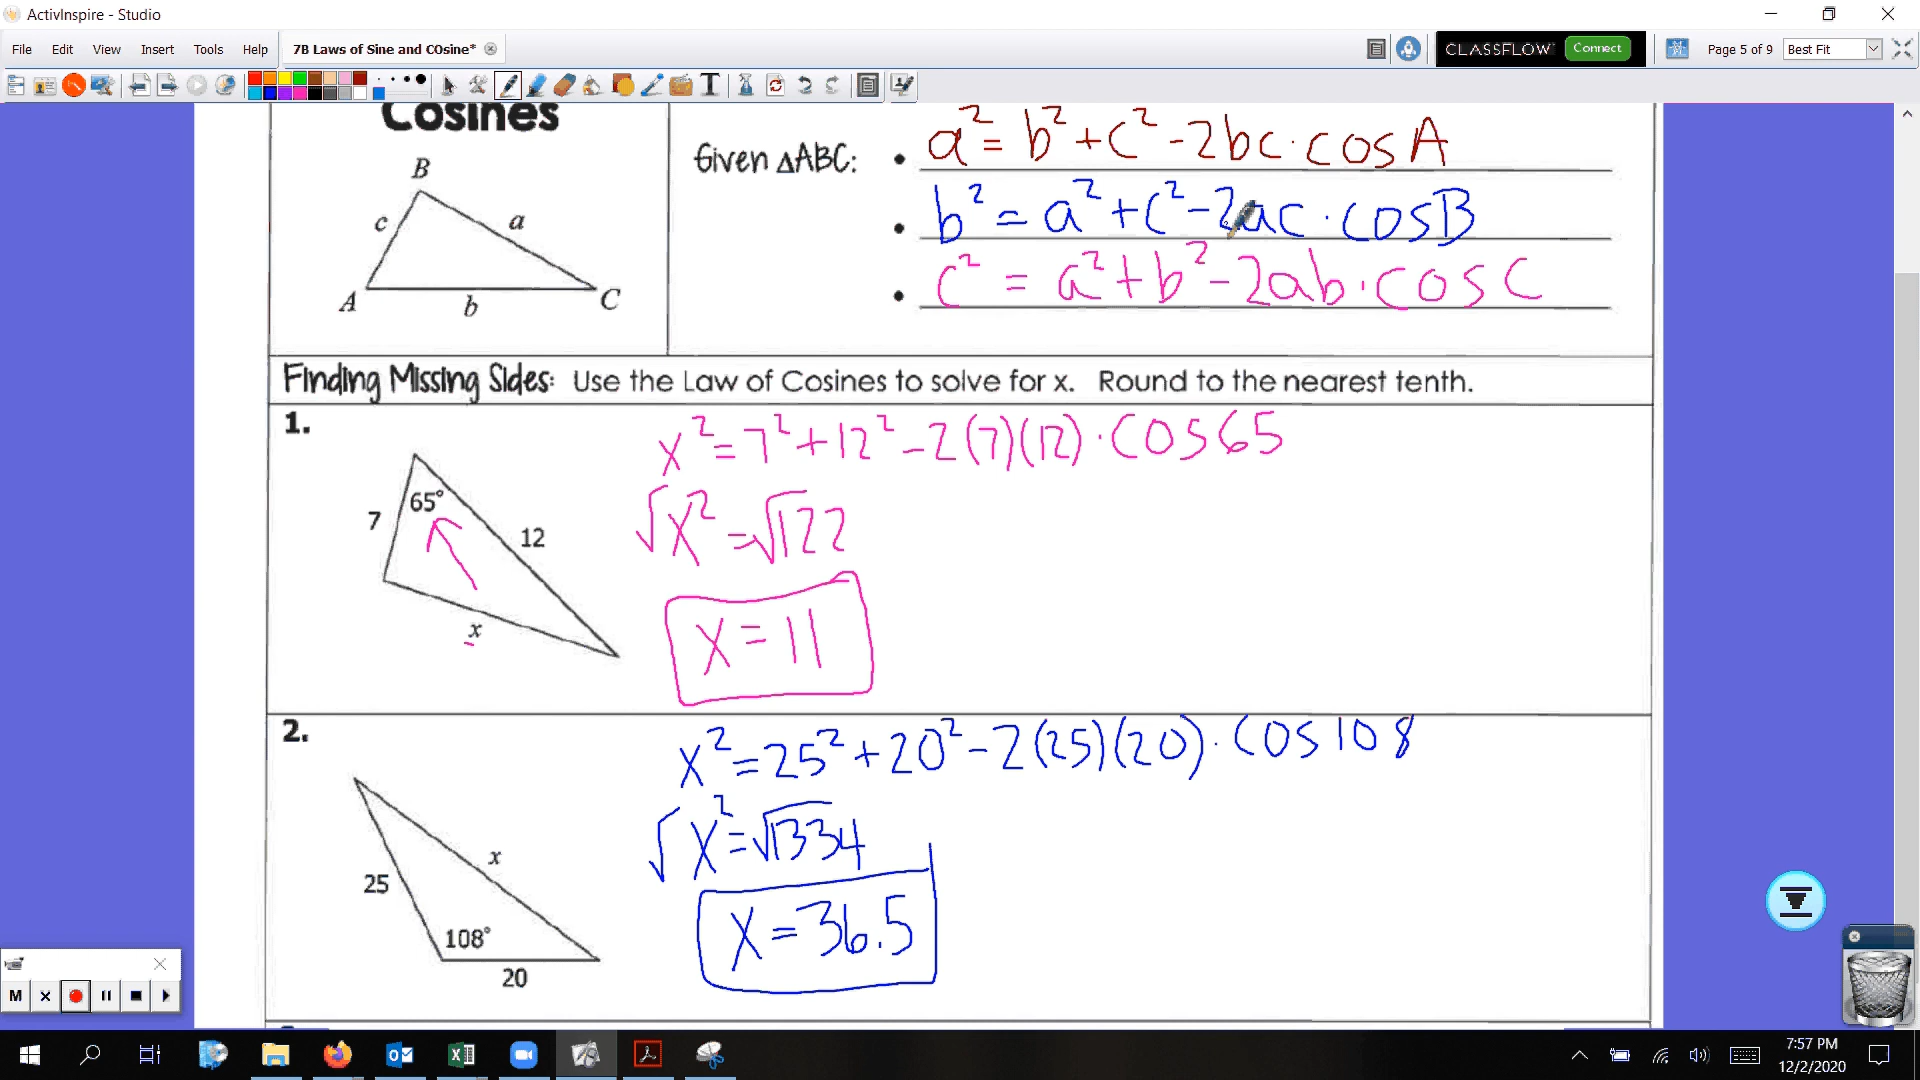 ActivInspire - Studio
File Edit View Insert Tools Help 7B Laws of Sine and COsine*
CLASSFLOW Connect Page 5 of 9 Best Fit
T
Cosines
Given △ABC:
• a² = b² + c² - 2bc · cos A
• b² = a² + c² - 2ac · cos B
• c² = a² + b² - 2ab · cos C
B
c a
A b C
Finding Missing Sides: Use the Law of Cosines to solve for x. Round to the nearest tenth.
1.
65°
7 12
x
x² = 7² + 12² - 2(7)(12) · cos 65
√x² = √122
x = 11
2.
25 x
108°
20
x² = 25² + 20² - 2(25)(20) · cos 108
√x² = √1334
x = 36.5
M
7:57 PM
12/2/2020